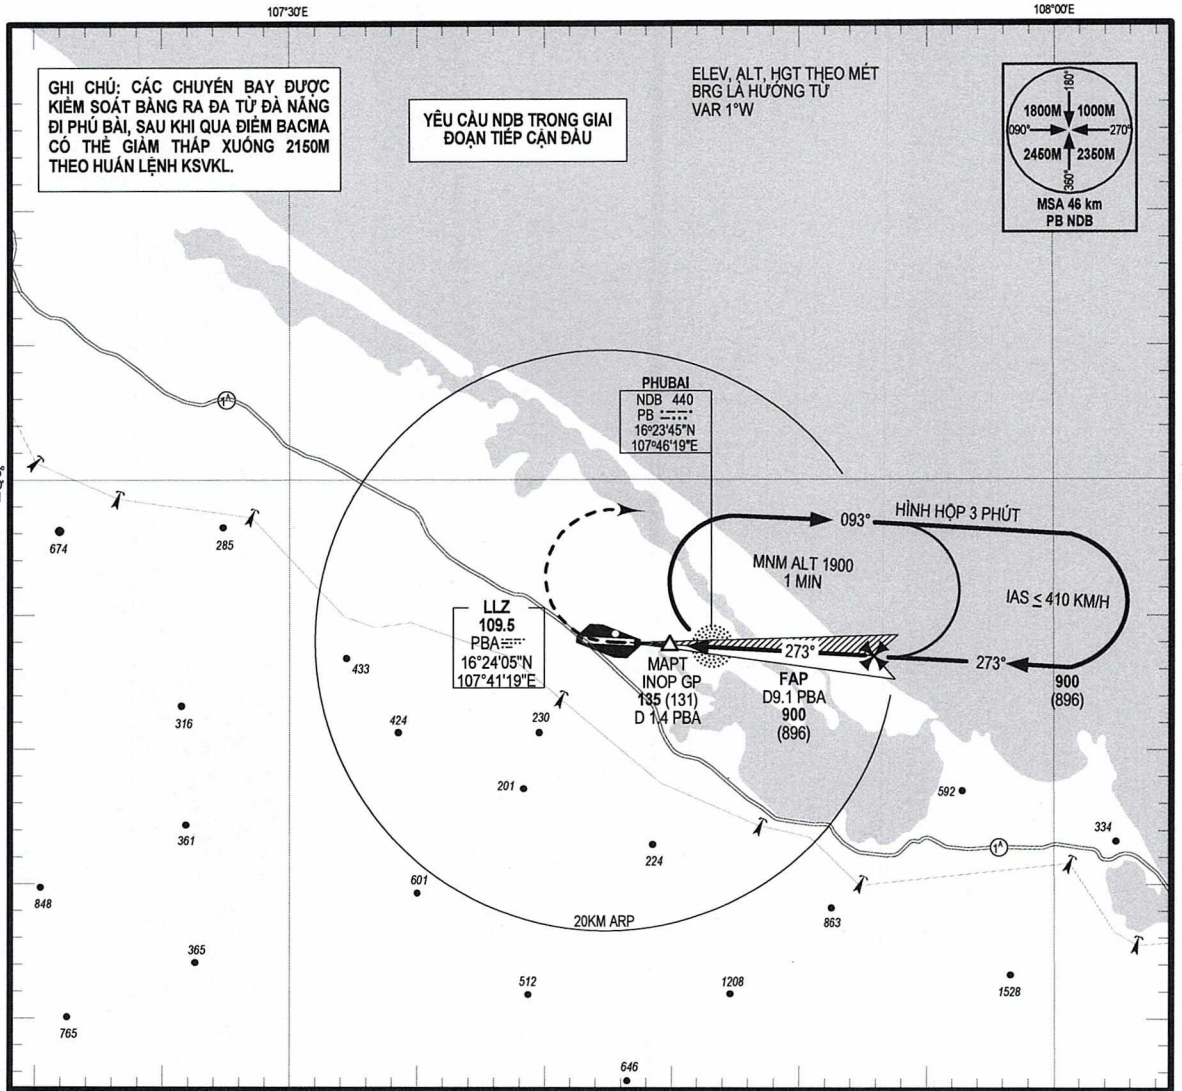 107°30'E
108°00'E
GHI CHÚ: CÁC CHUYẾN BAY ĐƯỢC
KIỂM SOÁT BẰNG RA ĐA TỪ ĐÀ NẴNG
ĐI PHÚ BÀI, SAU KHI QUA ĐIỂM BACMA
CÓ THỂ GIẢM THẤP XUỐNG 2150M
THEO HUẤN LỆNH KSVKL.
YÊU CẦU NDB TRONG GIAI
ĐOẠN TIẾP CẬN ĐẦU
ELEV, ALT, HGT THEO MÉT
BRG LÀ HƯỚNG TỪ
VAR 1°W
180°
1800M
1000M
090°
270°
2450M
2350M
360°
MSA 46 km
PB NDB
PHUBAI
NDB 440
PB
16°23'45"N
107°46'19"E
1A
674
285
093°
HÌNH HỘP 3 PHÚT
MNM ALT 1900
1 MIN
IAS ≤ 410 KM/H
LLZ
109.5
PBA
16°24'05"N
107°41'19"E
273°
273°
MAPT
INOP GP
135 (131)
D 1.4 PBA
FAP
D9.1 PBA
900
(896)
900
(896)
433
316
424
230
201
592
361
224
334
1A
848
601
863
20KM ARP
365
512
1208
1528
765
646